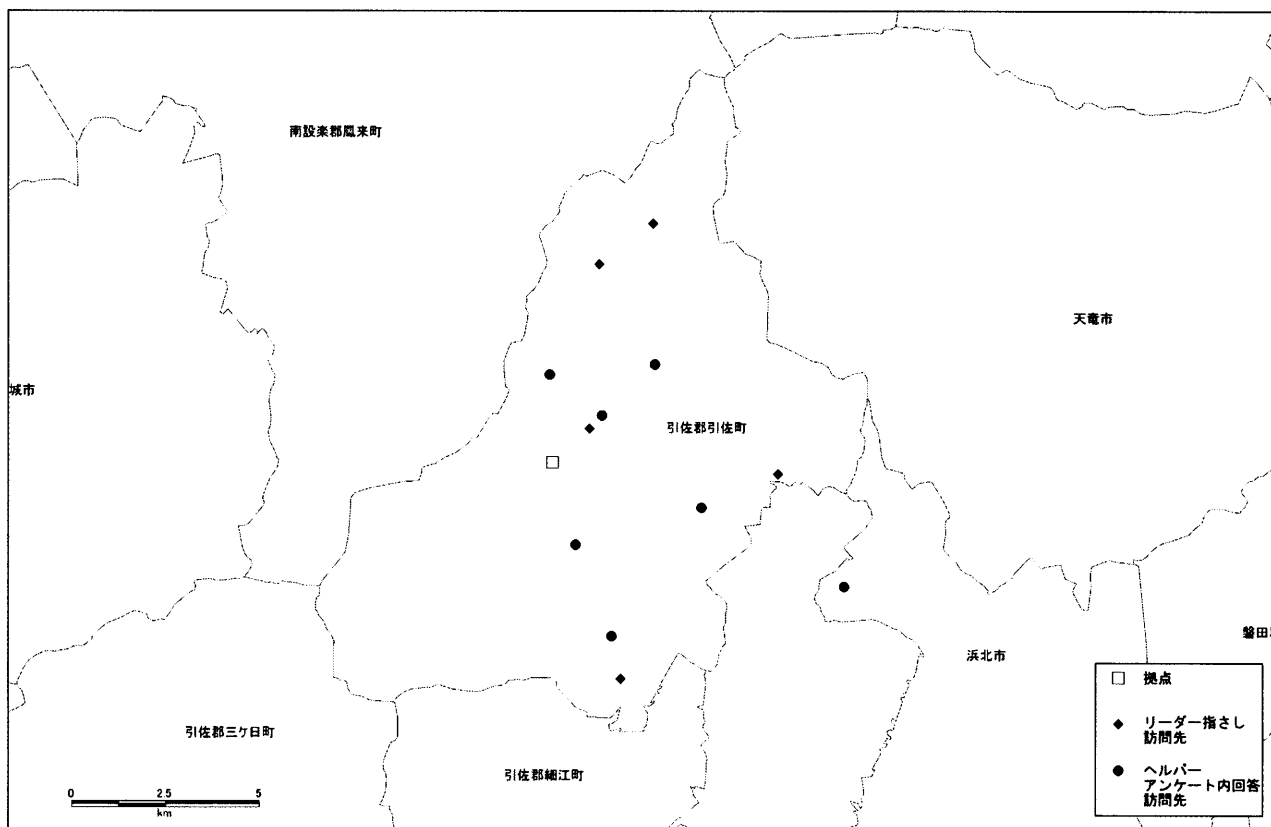 南設楽郡鳳来町
天竜市
城市
引佐郡引佐町
浜北市
引佐郡三ケ日町
引佐郡細江町
磐田
0 2.5 5
km
拠点
リーダー指さし
訪問先
ヘルパー
アンケート内回答
訪問先